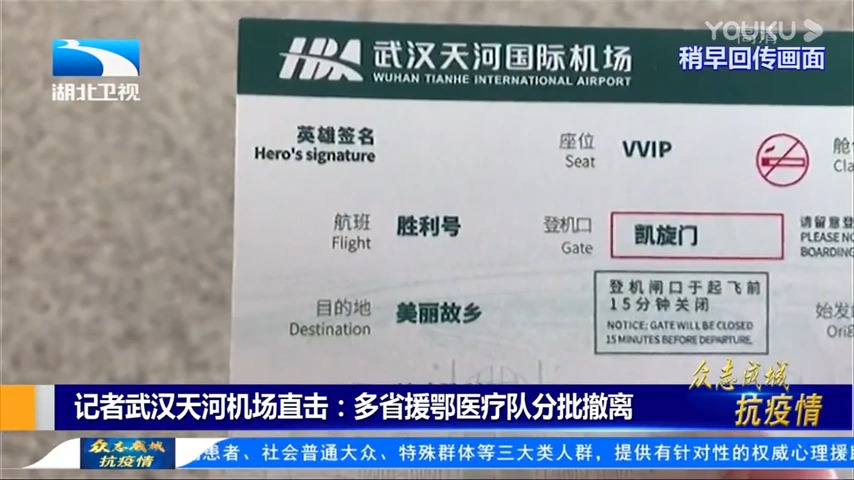 YOUKU
高清
湖北卫视
稍早回传画面
HBA 武汉天河国际机场
WUHAN TIANHE INTERNATIONAL AIRPORT
英雄签名
Hero's signature
座位
Seat
VVIP
舱
Cla
航班
Flight
胜利号
登机口
Gate
凯旋门
请留意登
PLEASE NO
BOARDING
目的地
Destination
美丽故乡
登机闸口于起飞前
15分钟关闭
NOTICE: GATE WILL BE CLOSED
15 MINUTES BEFORE DEPARTURE.
始发
Orig
众志成城
抗疫情
记者武汉天河机场直击：多省援鄂医疗队分批撤离
众志成城
抗疫情
患者、社会普通大众、特殊群体等三大类人群，提供有针对性的权威心理援